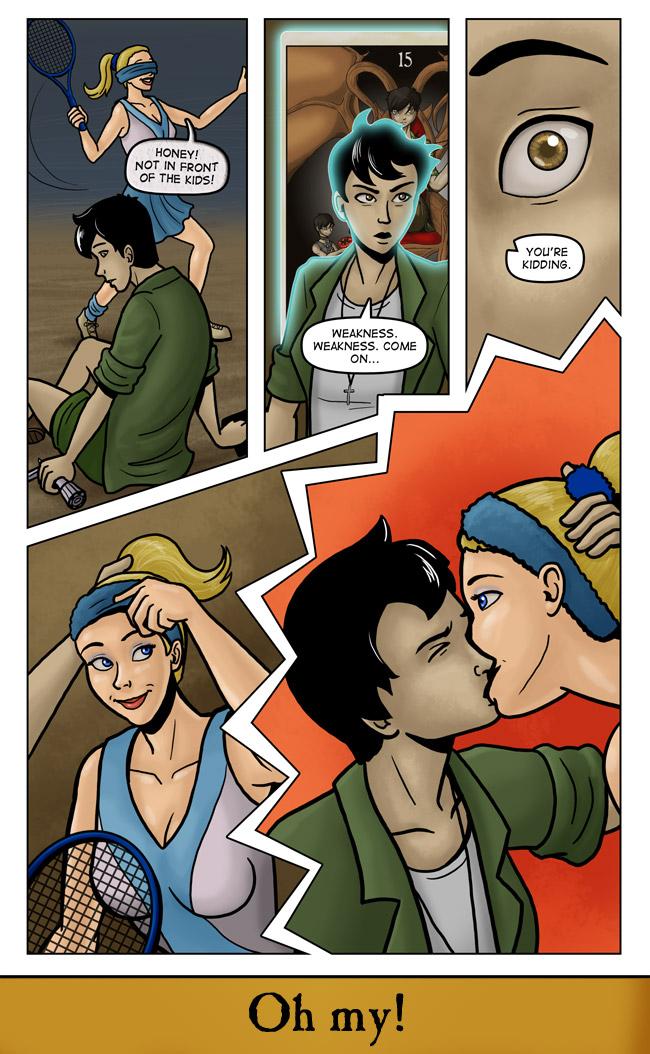 HONEY!
NOT IN FRONT
OF THE KIDS!
15
WEAKNESS.
WEAKNESS. COME
ON...
YOU'RE
KIDDING.
Oh my!